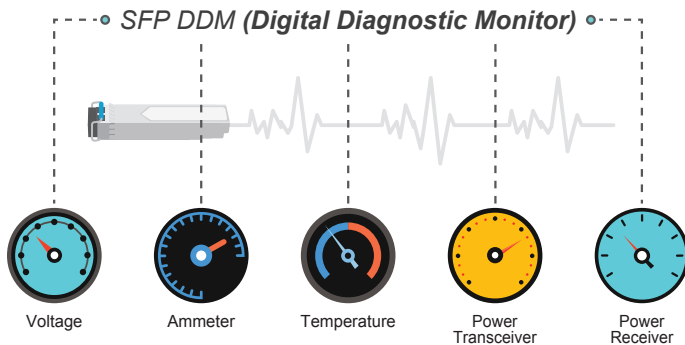 SFP DDM (Digital Diagnostic Monitor)
Voltage
Ammeter
Temperature
Power
Transceiver
Power
Receiver